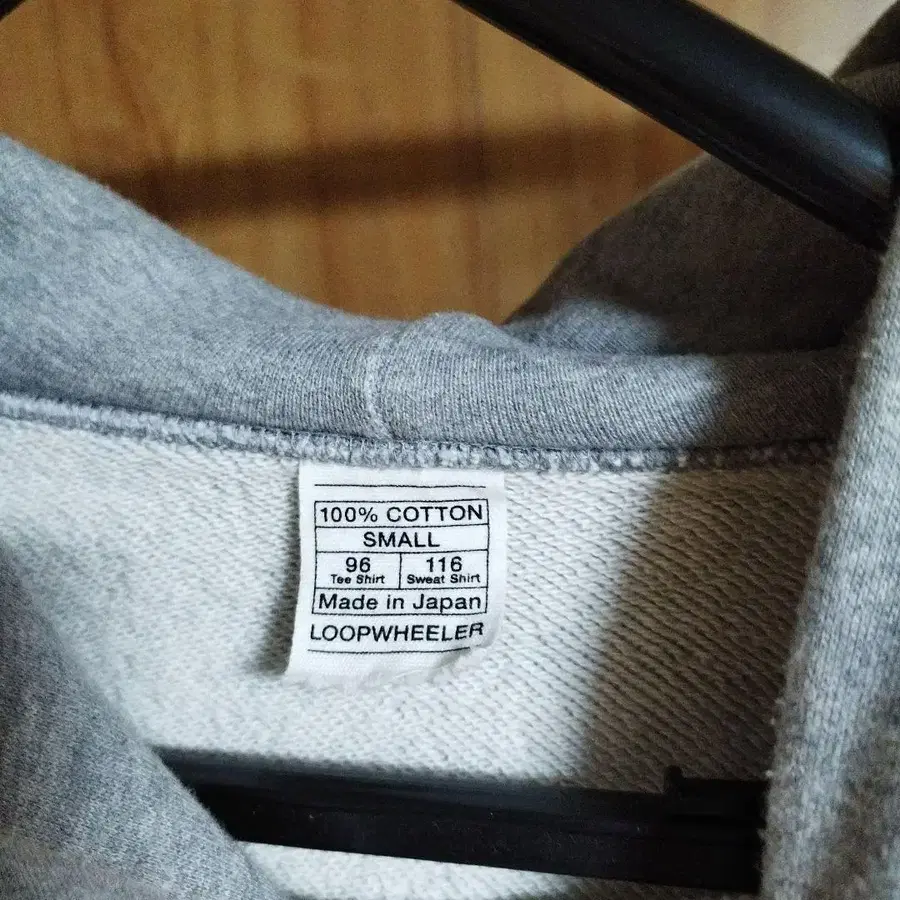 100% COTTON
SMALL
96 116
Tee Shirt Sweat Shirt
Made in Japan
LOOPWHEELER